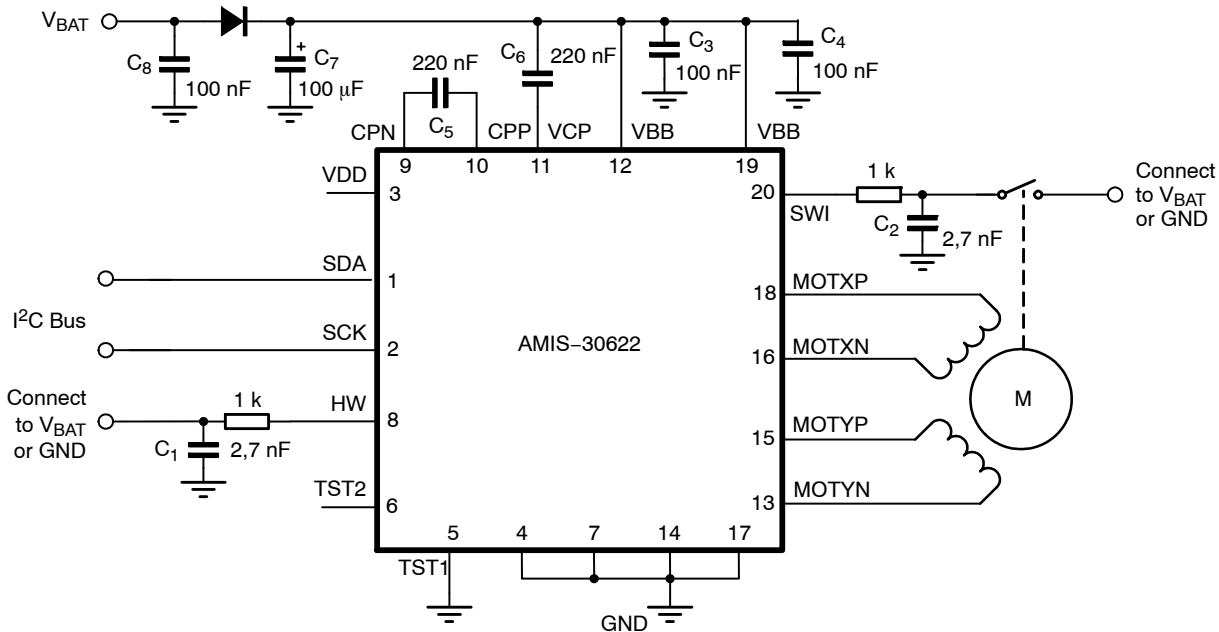 VBAT
C8
100 nF
+
C7
100 µF
220 nF
C5
C6
220 nF
C3
100 nF
C4
100 nF
CPN
CPP
VCP
VBB
VBB
9
10
11
12
19
VDD
3
20
SWI
1 k
C2
2,7 nF
Connect
to VBAT
or GND
SDA
1
I2C Bus
SCK
2
AMIS−30622
18
MOTXP
16
MOTXN
M
Connect
to VBAT
or GND
1 k
C1
2,7 nF
HW
8
15
MOTYP
13
MOTYN
TST2
6
5
4
7
14
17
TST1
GND